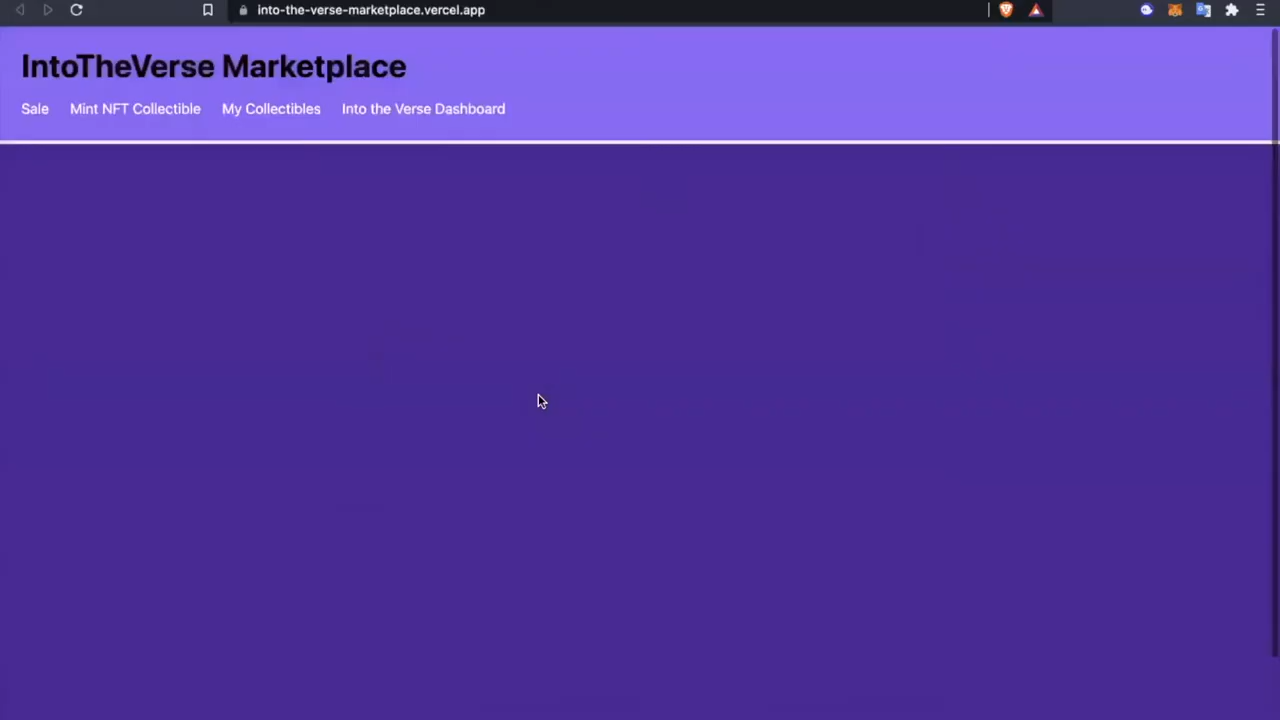 into-the-verse-marketplace.vercel.app
IntoTheVerse Marketplace
Sale Mint NFT Collectible My Collectibles Into the Verse Dashboard